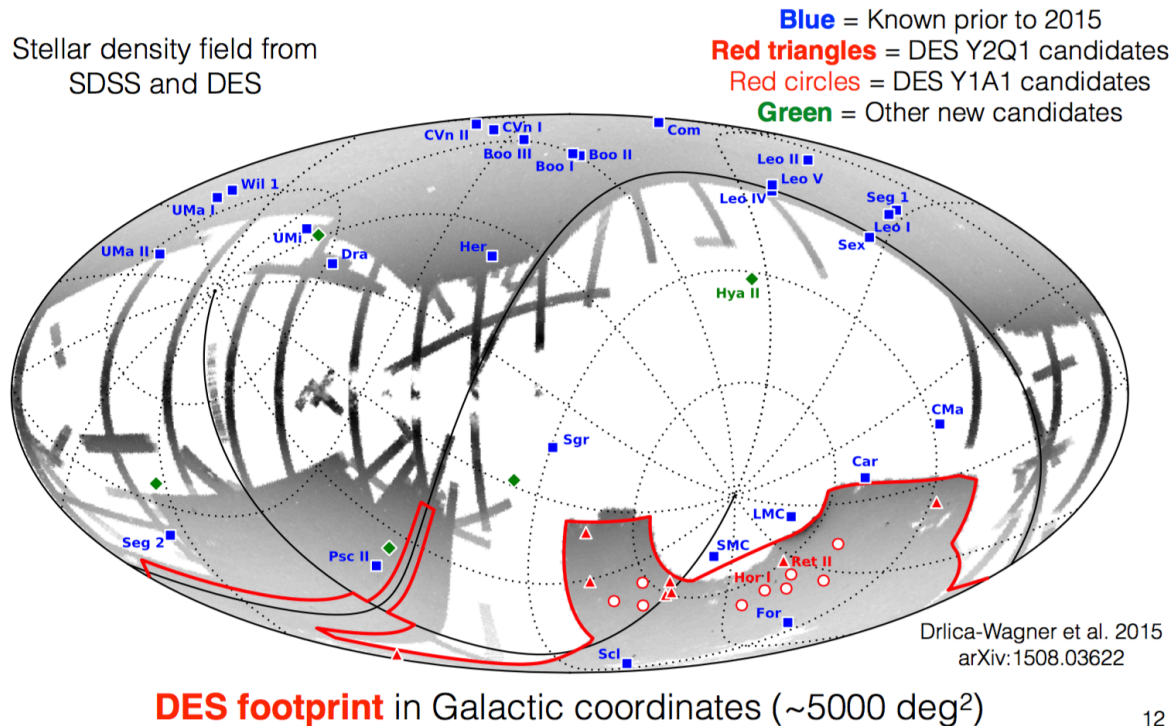 Blue = Known prior to 2015
Red triangles = DES Y2Q1 candidates
Red circles = DES Y1A1 candidates
Green = Other new candidates
Stellar density field from
SDSS and DES
CVn II
CVn I
Com
Boo III
Boo I
Boo II
Leo II
Leo V
Leo IV
Wil 1
UMa I
Seg 1
Leo I
UMi
Sex
UMa II
Dra
Her
Hya II
CMa
Sgr
Car
LMC
Seg 2
Psc II
SMC
Ret II
Hor I
For
Scl
Drlica-Wagner et al. 2015
arXiv:1508.03622
DES footprint in Galactic coordinates (~5000 deg²)
12